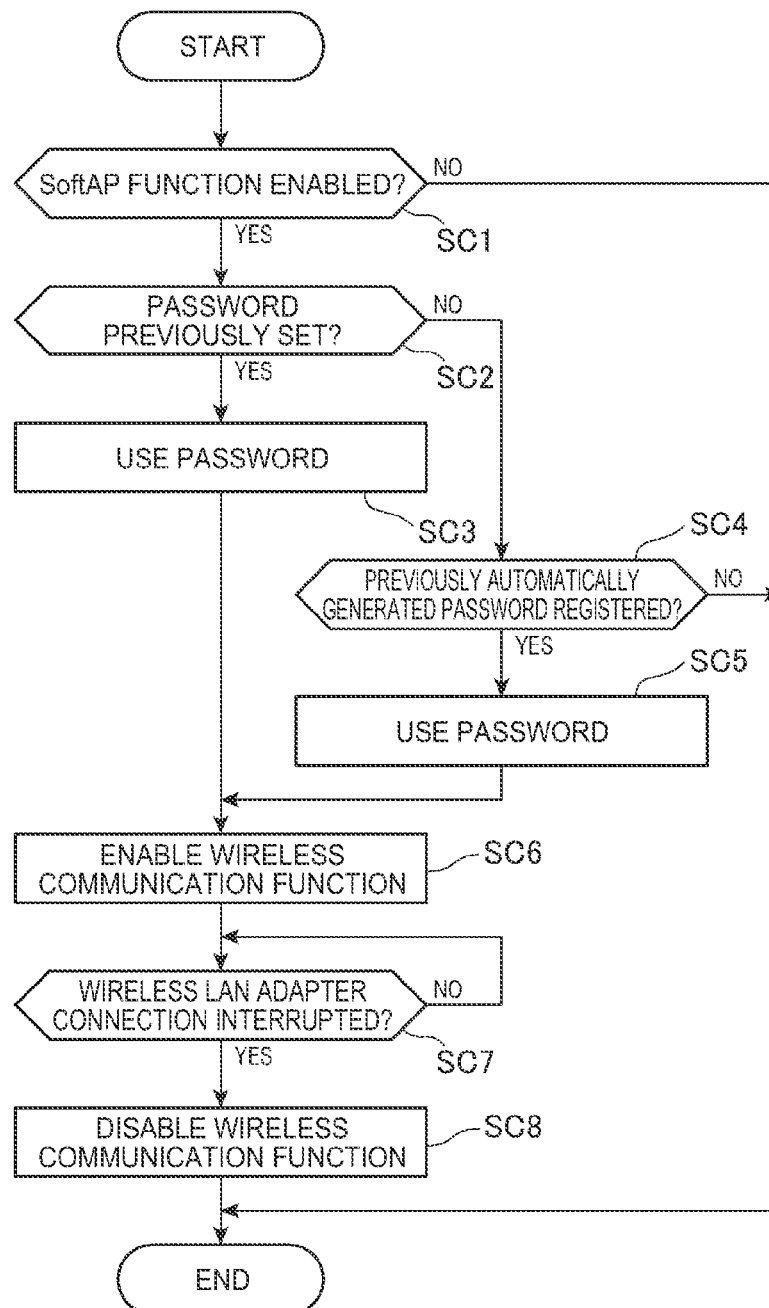 START
SoftAP FUNCTION ENABLED?
NO
SC1
YES
PASSWORD
PREVIOUSLY SET?
NO
SC2
YES
USE PASSWORD
SC3
SC4
PREVIOUSLY AUTOMATICALLY
GENERATED PASSWORD REGISTERED?
NO
YES
SC5
USE PASSWORD
ENABLE WIRELESS
COMMUNICATION FUNCTION
SC6
WIRELESS LAN ADAPTER
CONNECTION INTERRUPTED?
NO
SC7
YES
DISABLE WIRELESS
COMMUNICATION FUNCTION
SC8
END